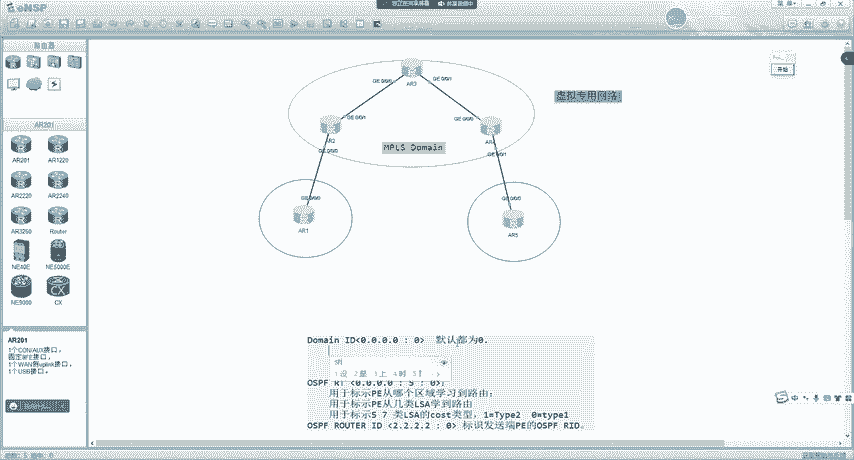 eNSP
路由器
AR201
AR201
AR1220
AR2220
AR2240
AR3260
Router
NE40E
NE5000E
NE9000
CX
AR201
1个CON/AUX接口,
固定8FE接口,
1个WAN侧uplink接口,
1个USB接口。
GE 0/0/0
GE 0/0/1
AR3
GE 0/0/1
GE 0/0/0
AR2
AR4
GE 0/0/0
GE 0/0/1
MPLS Domain
虚拟专用网络
开始
GE 0/0/0
GE 0/0/0
AR1
AR5
Domain ID<0.0.0.0 : 0> 默认都为0.
OSPF RT <0.0.0.0 : 5 : 0>:
用于标示PE从哪个区域学习到路由;
用于标示PE从几类LSA学到路由
用于标示5 7 类LSA的cost类型, 1=Type2 0=type1
OSPF ROUTER ID <2.2.2.2 : 0> 标识发送端PE的OSPF RID。